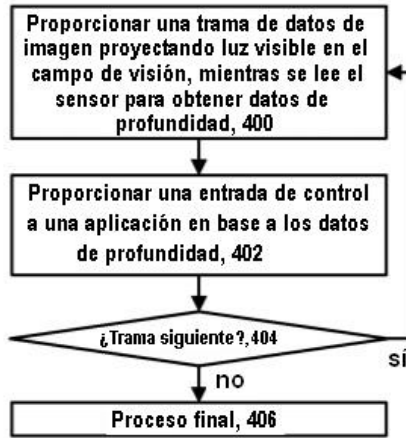 Proporcionar una trama de datos de
imagen proyectando luz visible en el
campo de visión, mientras se lee el
sensor para obtener datos de
profundidad, 400
Proporcionar una entrada de control
a una aplicación en base a los datos
de profundidad, 402
¿Trama siguiente?,404
sí
no
Proceso final, 406